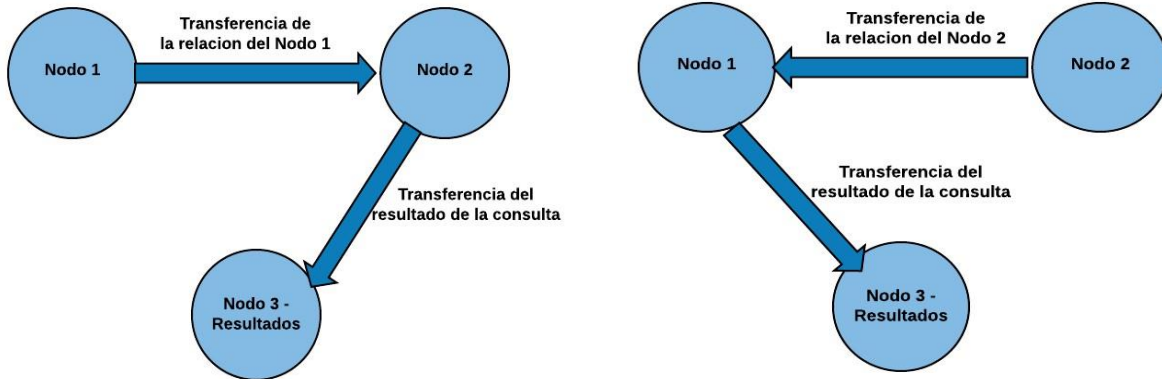 Transferencia de
la relacion del Nodo 1
Nodo 1
Nodo 2
Transferencia del
resultado de la consulta
Nodo 3 -
Resultados
Transferencia de
la relacion del Nodo 2
Nodo 1
Nodo 2
Transferencia del
resultado de la consulta
Nodo 3 -
Resultados